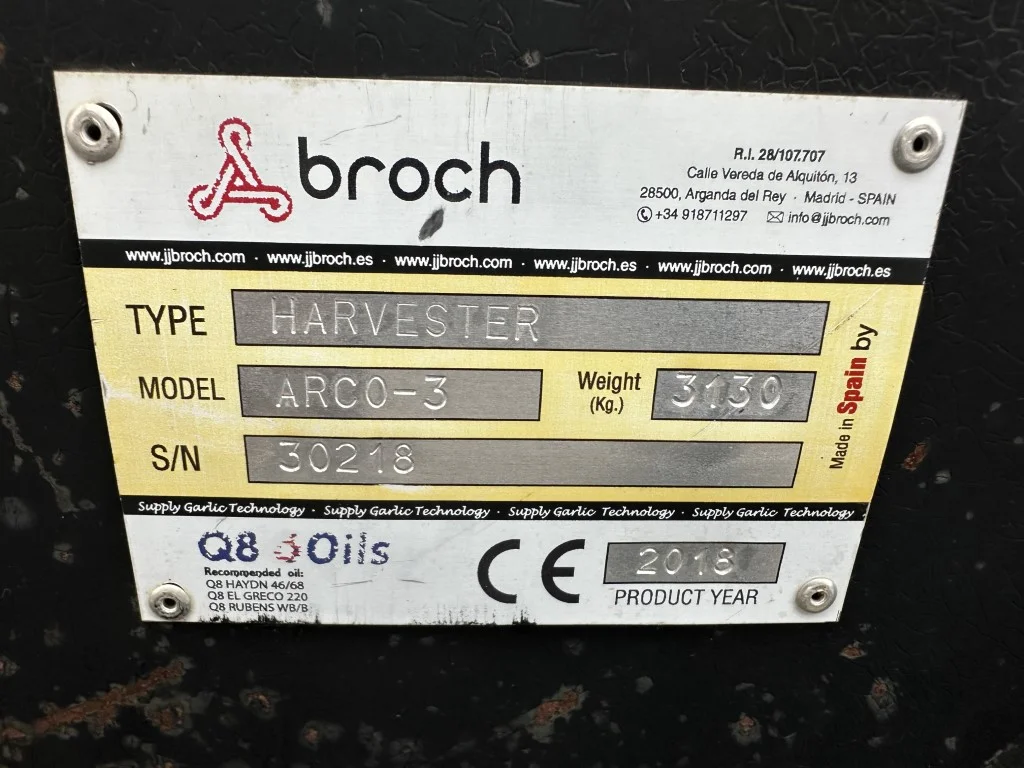 broch
R.I. 28/107.707
Calle Vereda de Alquitón, 13
28500, Arganda del Rey · Madrid - SPAIN
+34 918711297 info@jjbroch.com
www.jjbroch.com · www.jjbroch.es · www.jjbroch.com · www.jjbroch.es · www.jjbroch.com · www.jjbroch.es
TYPE HARVESTER
MODEL ARCO-3 Weight (Kg.) 3130
S/N 30218
Made in Spain by
Supply Garlic Technology · Supply Garlic Technology · Supply Garlic Technology · Supply Garlic Technology
Q8 Oils
Recommended oil:
Q8 HAYDN 46/68
Q8 EL GRECO 220
Q8 RUBENS WB/B
CE 2018
PRODUCT YEAR